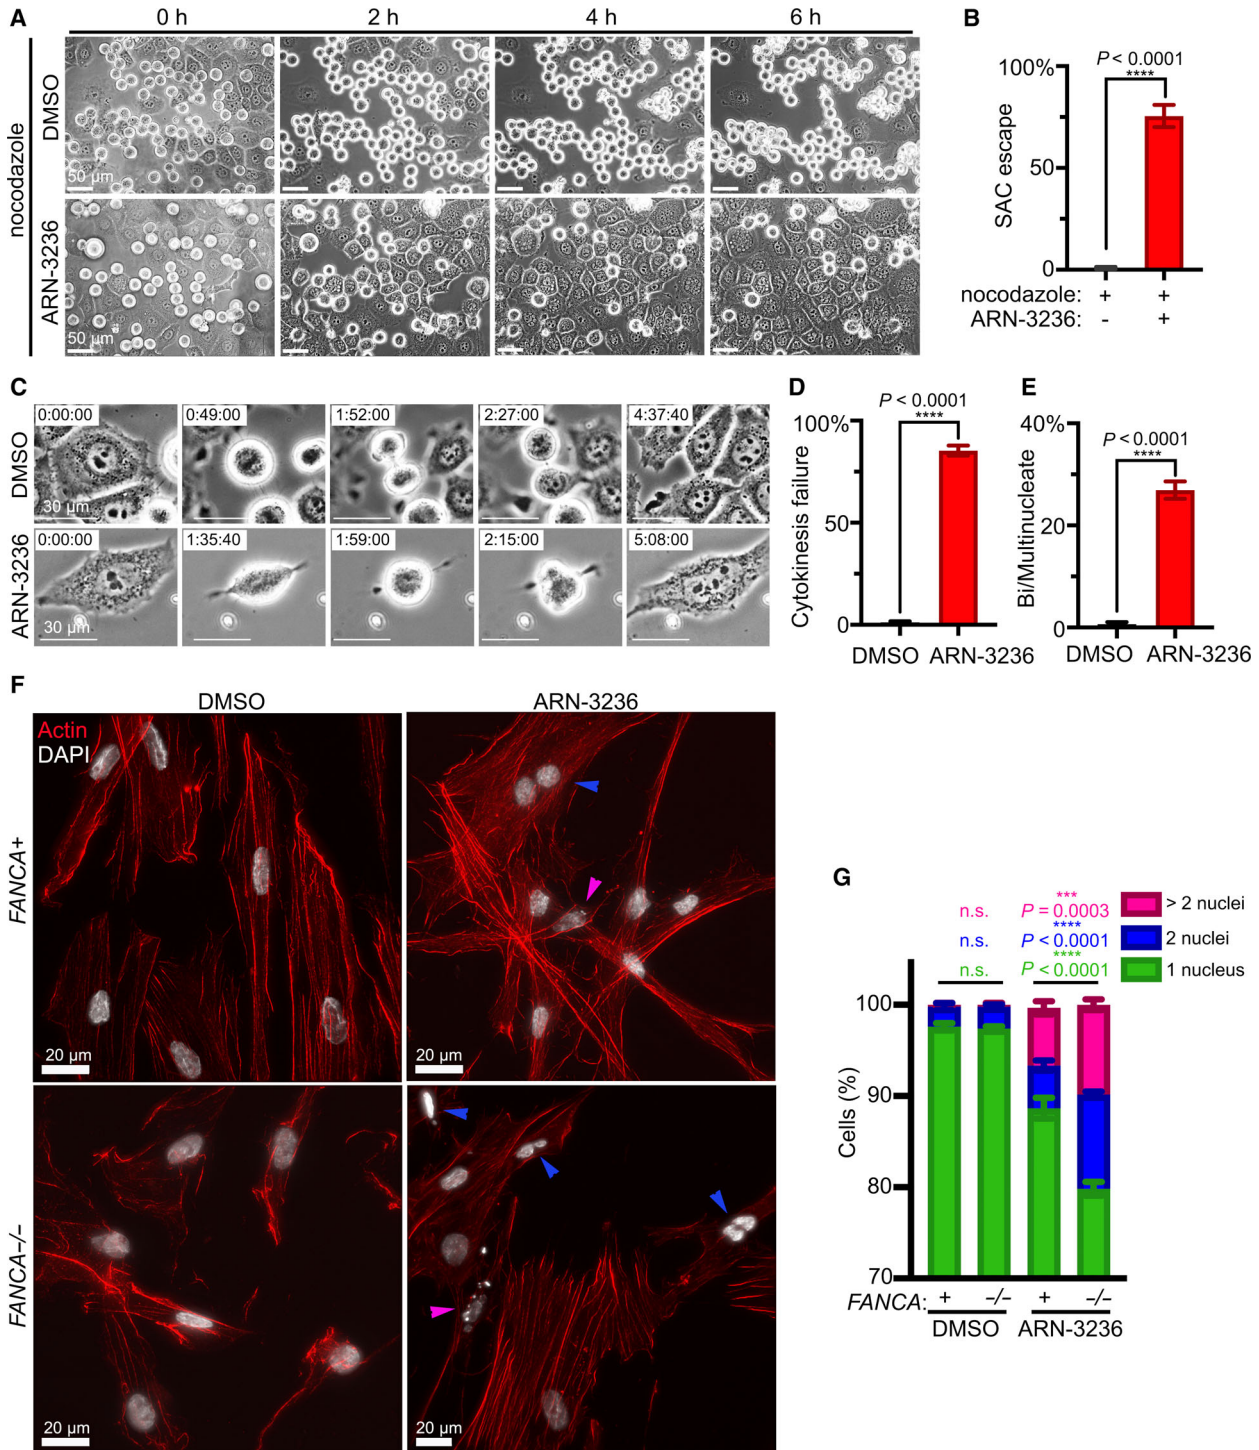 A
0 h 2 h 4 h 6 h
nocodazole
DMSO
50 µm
ARN-3236
50 µm
B
P < 0.0001
****
100%
50
0
SAC escape
nocodazole: + +
ARN-3236: - +
C
DMSO
0:00:00 0:49:00 1:52:00 2:27:00 4:37:40
30 µm
ARN-3236
0:00:00 1:35:40 1:59:00 2:15:00 5:08:00
30 µm
D
P < 0.0001
****
100%
50
0
Cytokinesis failure
DMSO ARN-3236
E
40%
P < 0.0001
****
20
0
Bi/Multinucleate
DMSO ARN-3236
F
DMSO ARN-3236
Actin
DAPI
FANCA+
20 µm 20 µm
FANCA–/–
20 µm 20 µm
G
***
n.s. P = 0.0003 > 2 nuclei
****
n.s. P < 0.0001 2 nuclei
****
n.s. P < 0.0001 1 nucleus
100
90
80
70
Cells (%)
FANCA: + –/– + –/–
DMSO ARN-3236